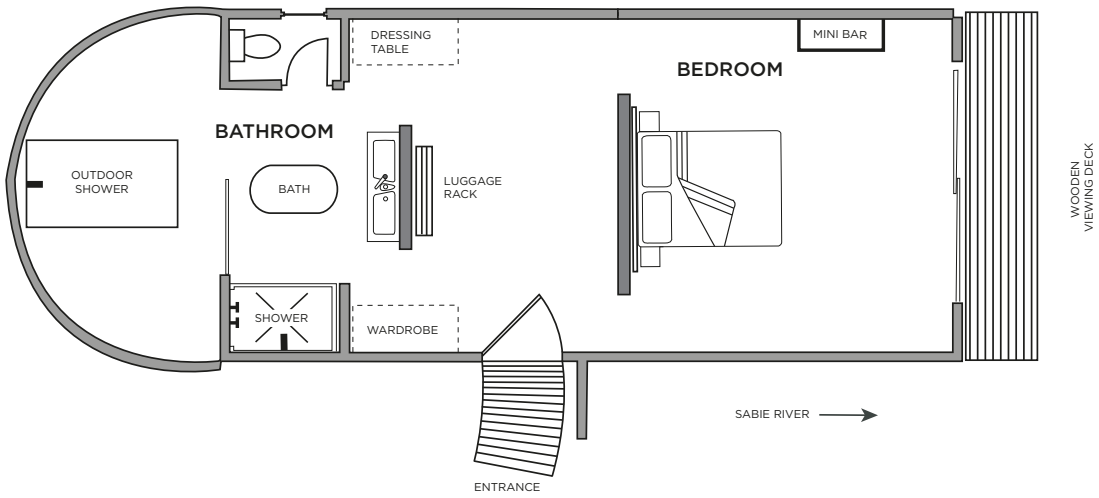 DRESSING
TABLE
MINI BAR
BEDROOM
BATHROOM
OUTDOOR
SHOWER
BATH
LUGGAGE
RACK
WOODEN
VIEWING DECK
SHOWER
WARDROBE
SABIE RIVER
ENTRANCE